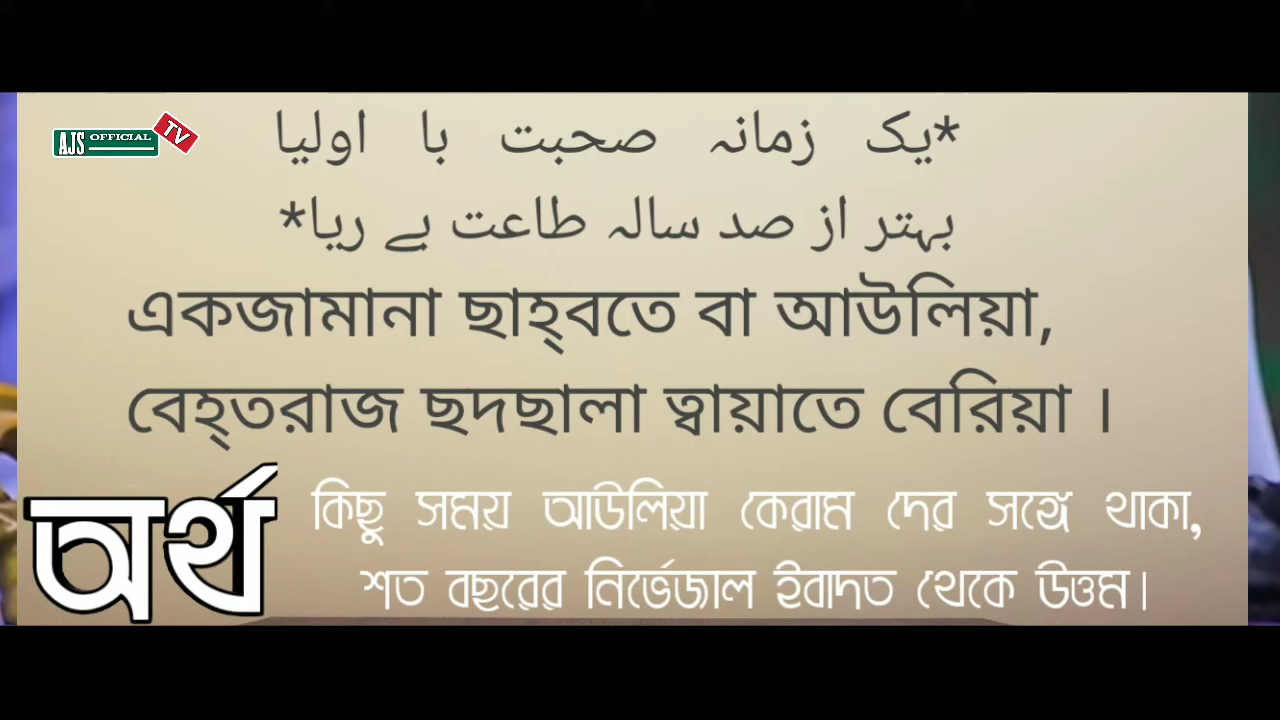 AJS OFFICIAL TV
*یک زمانہ صحبت با اولیا
بہتر از صد سالہ طاعت بے ریا*
একজামানা ছাহ্‌বতে বা আউলিয়া,
বেহ্‌তরাজ ছদছালা ত্বায়াতে বেরিয়া ।
অর্থ
কিছু সময় আউলিয়া কেরাম দের সঙ্গে থাকা,
শত বছরের নির্ভেজাল ইবাদত থেকে উত্তম।